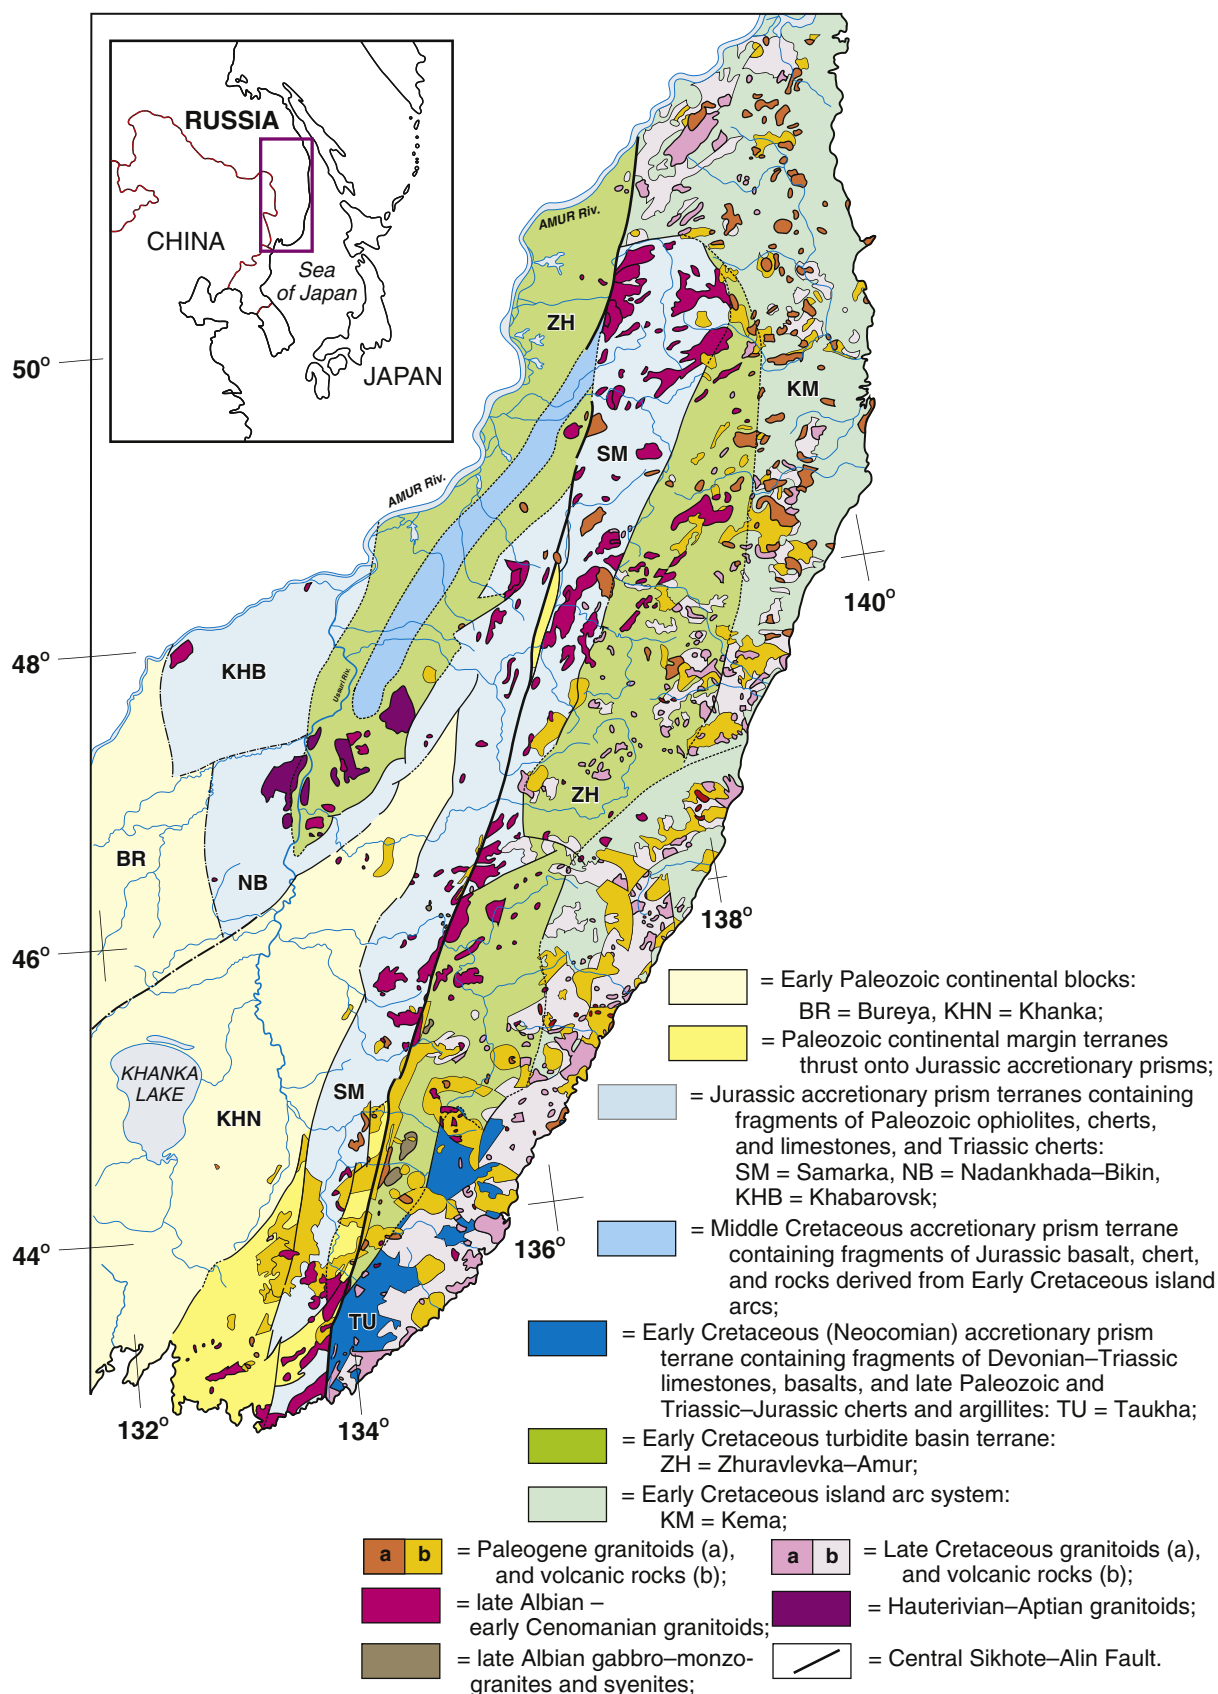 RUSSIA
CHINA
Sea
of Japan
JAPAN
AMUR Riv.
ZH
50°
KM
SM
AMUR Riv.
140°
48°
KHB
Ussuri Riv.
ZH
BR
NB
138°
46°
KHANKA
LAKE
SM
KHN
136°
44°
TU
132°
134°
= Early Paleozoic continental blocks:
BR = Bureya, KHN = Khanka;
= Paleozoic continental margin terranes
thrust onto Jurassic accretionary prisms;
= Jurassic accretionary prism terranes containing
fragments of Paleozoic ophiolites, cherts,
and limestones, and Triassic cherts:
SM = Samarka, NB = Nadankhada–Bikin,
KHB = Khabarovsk;
= Middle Cretaceous accretionary prism terrane
containing fragments of Jurassic basalt, chert,
and rocks derived from Early Cretaceous island
arcs;
= Early Cretaceous (Neocomian) accretionary prism
terrane containing fragments of Devonian–Triassic
limestones, basalts, and late Paleozoic and
Triassic–Jurassic cherts and argillites: TU = Taukha;
= Early Cretaceous turbidite basin terrane:
ZH = Zhuravlevka–Amur;
= Early Cretaceous island arc system:
KM = Kema;
a b = Paleogene granitoids (a),
and volcanic rocks (b);
a b = Late Cretaceous granitoids (a),
and volcanic rocks (b);
= late Albian –
early Cenomanian granitoids;
= Hauterivian–Aptian granitoids;
= late Albian gabbro–monzo-
granites and syenites;
= Central Sikhote–Alin Fault.